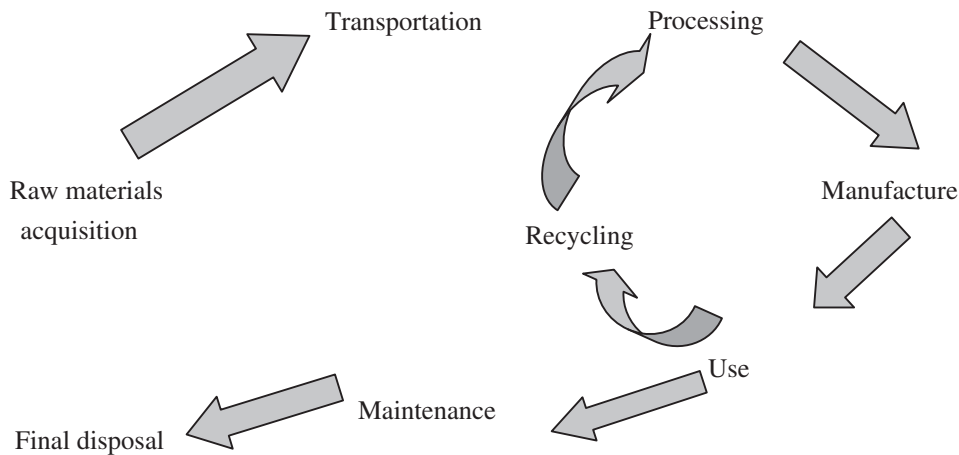 Transportation
Processing
Raw materials
acquisition
Manufacture
Recycling
Use
Maintenance
Final disposal